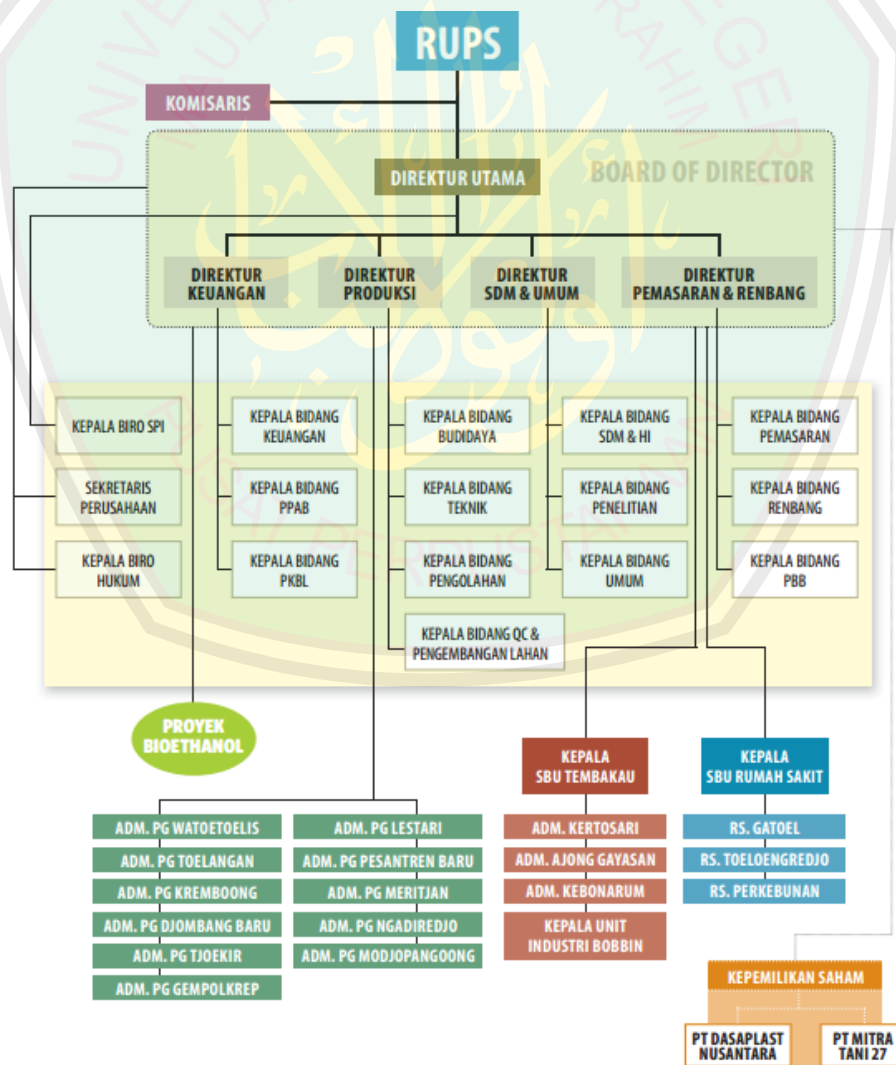 RUPS
KOMISARIS
DIREKTUR UTAMA
BOARD OF DIRECTOR
DIREKTUR
KEUANGAN
DIREKTUR
PRODUKSI
DIREKTUR
SDM & UMUM
DIREKTUR
PEMASARAN & RENBANG
KEPALA BIRO SPI
SEKRETARIS
PERUSAHAAN
KEPALA BIRO
HUKUM
KEPALA BIDANG
KEUANGAN
KEPALA BIDANG
PPAB
KEPALA BIDANG
PKBL
KEPALA BIDANG
BUDIDAYA
KEPALA BIDANG
TEKNIK
KEPALA BIDANG
PENGOLAHAN
KEPALA BIDANG QC &
PENGEMBANGAN LAHAN
KEPALA BIDANG
SDM & HI
KEPALA BIDANG
PENELITIAN
KEPALA BIDANG
UMUM
KEPALA BIDANG
PEMASARAN
KEPALA BIDANG
RENBANG
KEPALA BIDANG
PBB
PROYEK
BIOETHANOL
ADM. PG WATOETOELIS
ADM. PG TOELANGAN
ADM. PG KREMBOONG
ADM. PG DJOMBANG BARU
ADM. PG TJOEKIR
ADM. PG GEMPOLKREP
ADM. PG LESTARI
ADM. PG PESANTREN BARU
ADM. PG MERITJAN
ADM. PG NGADIREDJO
ADM. PG MODJOPANGOONG
KEPALA
SBU TEMBAKAU
ADM. KERTOSARI
ADM. AJONG GAYASAN
ADM. KEBONARUM
KEPALA UNIT
INDUSTRI BOBBIN
KEPALA
SBU RUMAH SAKIT
RS. GATOEL
RS. TOELOENGREDJO
RS. PERKEBUNAN
KEPEMILIKAN SAHAM
PT DASAPLAST
NUSANTARA
PT MITRA
TANI 27
PUSAT PERPUSTAKAAN